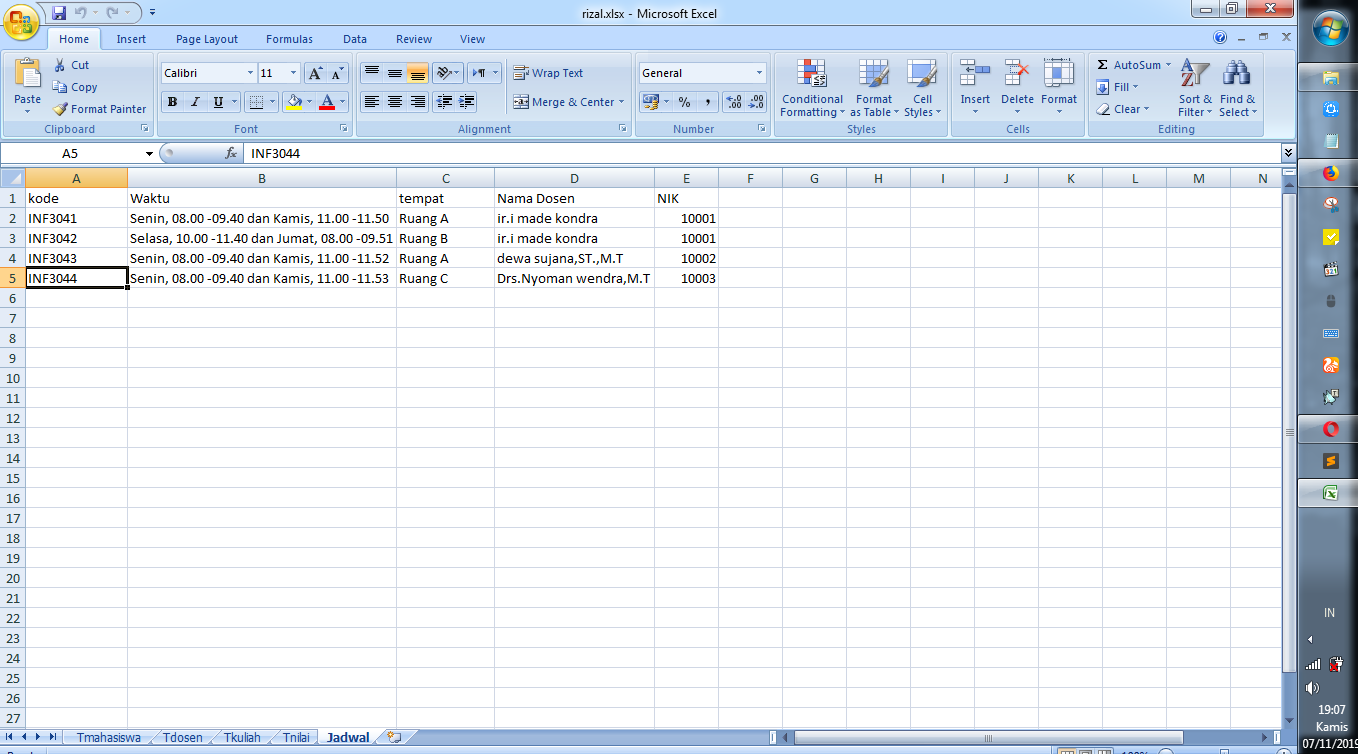 rizal.xlsx - Microsoft Excel
Home Insert Page Layout Formulas Data Review View
Paste Cut Copy Format Painter Clipboard
Calibri 11 B I U Font
Wrap Text Merge & Center Alignment
General % , .00 .0 Number
Conditional Formatting Format as Table Cell Styles Styles
Insert Delete Format Cells
Σ AutoSum Fill Clear Sort & Filter Find & Select Editing
A5 fx INF3044
A B C D E F G H I J K L M N
1 kode Waktu tempat Nama Dosen NIK
2 INF3041 Senin, 08.00 -09.40 dan Kamis, 11.00 -11.50 Ruang A ir.i made kondra 10001
3 INF3042 Selasa, 10.00 -11.40 dan Jumat, 08.00 -09.51 Ruang B ir.i made kondra 10001
4 INF3043 Senin, 08.00 -09.40 dan Kamis, 11.00 -11.52 Ruang A dewa sujana,ST.,M.T 10002
5 INF3044 Senin, 08.00 -09.40 dan Kamis, 11.00 -11.53 Ruang C Drs.Nyoman wendra,M.T 10003
6
7
8
9
10
11
12
13
14
15
16
17
18
19
20
21
22
23
24
25
26
27
Tmahasiswa Tdosen Tkuliah Tnilai Jadwal
IN
19:07
Kamis
07/11/2019